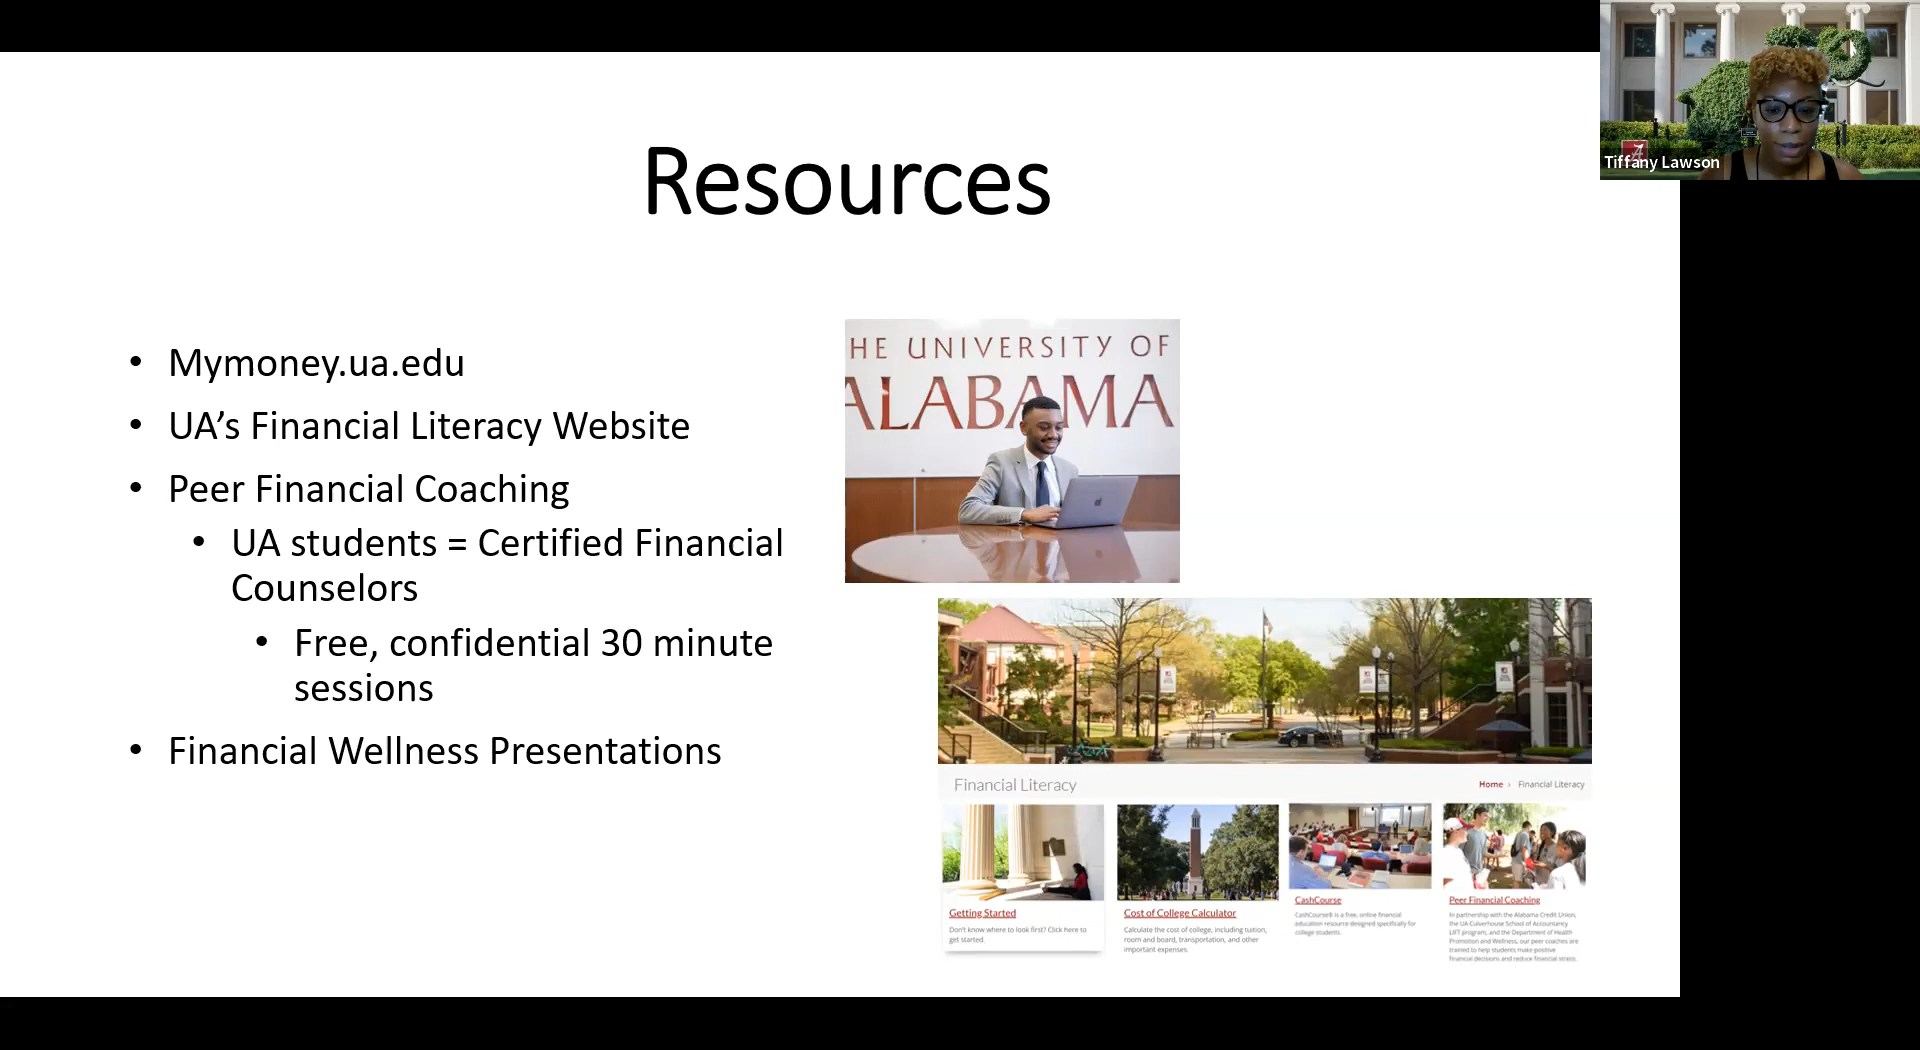 Resources
• Mymoney.ua.edu
• UA’s Financial Literacy Website
• Peer Financial Coaching
• UA students = Certified Financial
Counselors
• Free, confidential 30 minute
sessions
• Financial Wellness Presentations
HE UNIVERSITY OF
ALABAMA
Financial Literacy
Home › Financial Literacy
Getting Started
Don't know where to look first? Click here to
get started.
Cost of College Calculator
Calculate the cost of college, including tuition,
room and board, transportation, and other
important expenses.
CashCourse
CashCourse® is a free, online financial
education resource designed specifically for
college students.
Peer Financial Coaching
In partnership with the Alabama Credit Union,
the UA Culverhouse School of Accountancy
LIFT program, and the Department of Health
Promotion and Wellness, our peer coaches are
trained to help students make positive
financial decisions and reduce financial stress.
Tiffany Lawson